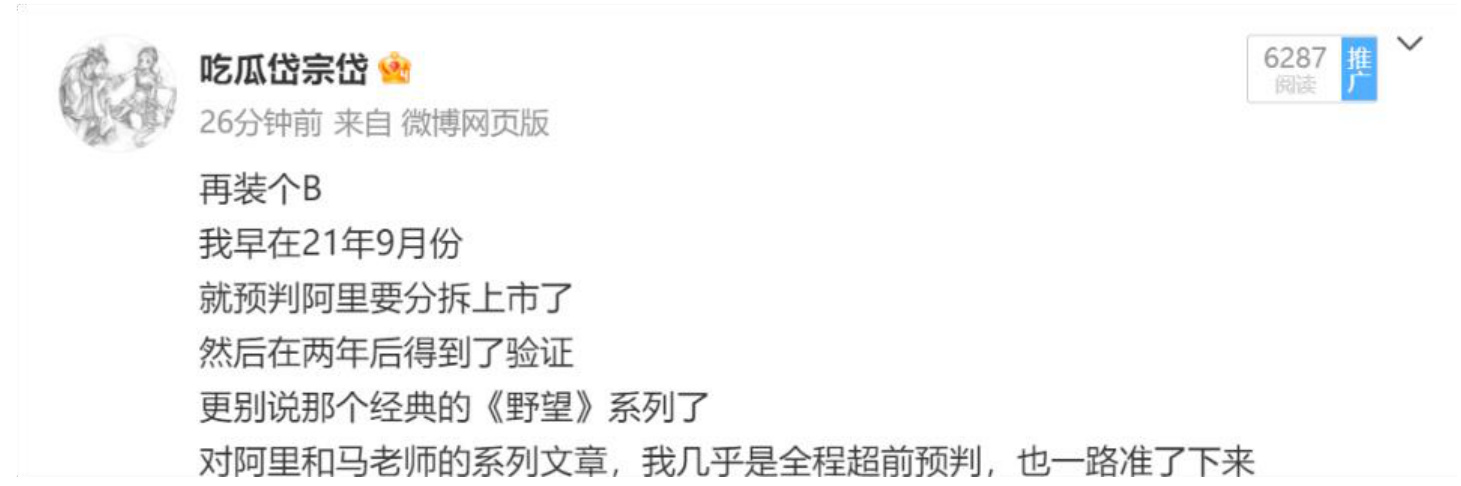 吃瓜岱宗岱
6287
阅读
推广
26分钟前 来自 微博网页版
再装个B
我早在21年9月份
就预判阿里要分拆上市了
然后在两年后得到了验证
更别说那个经典的《野望》系列了
对阿里和马老师的系列文章，我几乎是全程超前预判，也一路准了下来